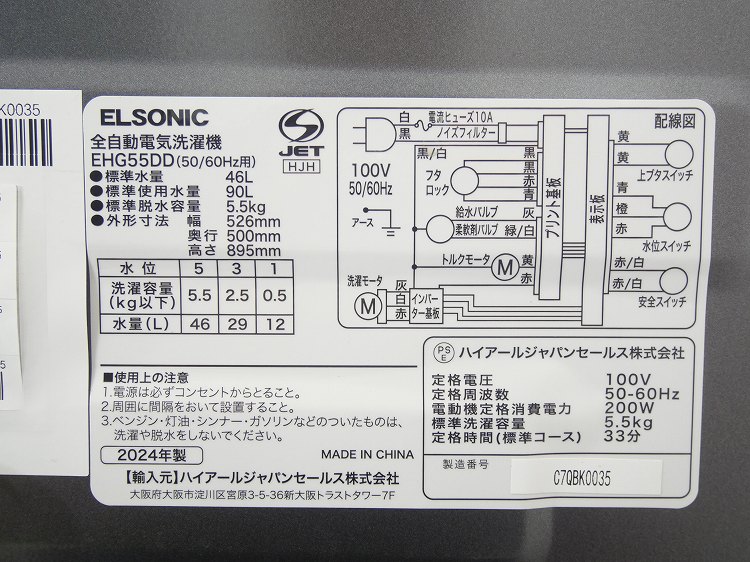 K0035
ELSONIC
全自動電気洗濯機
EHG55DD(50/60Hz用)
●標準水量 46L
●標準使用水量 90L
●標準脱水容量 5.5kg
●外形寸法 幅 526mm
奥行 500mm
高さ 895mm
S JET
HJH
水位 5 3 1
洗濯容量(kg以下) 5.5 2.5 0.5
水量(L) 46 29 12
配線図
白 電流ヒューズ10A
黒 ノイズフィルター
100V
50/60Hz
アース
黒/白
フタロック
黒
黒
赤
青
給水バルブ 灰
柔軟剤バルブ 緑/白
トルクモータ M 黄
赤
洗濯モータ M
灰
白
赤
インバーター基板
プリント基板
表示板
黄
黄
上ブタスイッチ
青
橙
赤
水位スイッチ
赤/白
赤/白
安全スイッチ
■使用上の注意
1.電源は必ずコンセントからとること。
2.周囲に間隔をおいて設置すること。
3.ベンジン・灯油・シンナー・ガソリンなどのついたものは、
洗濯や脱水をしないでください。
2024年製
MADE IN CHINA
【輸入元】ハイアールジャパンセールス株式会社
大阪府大阪市淀川区宮原3-5-36新大阪トラストタワー7F
PSE ハイアールジャパンセールス株式会社
定格電圧 100V
定格周波数 50-60Hz
電動機定格消費電力 200W
標準洗濯容量 5.5kg
定格時間(標準コース) 33分
製造番号 C7QBK0035